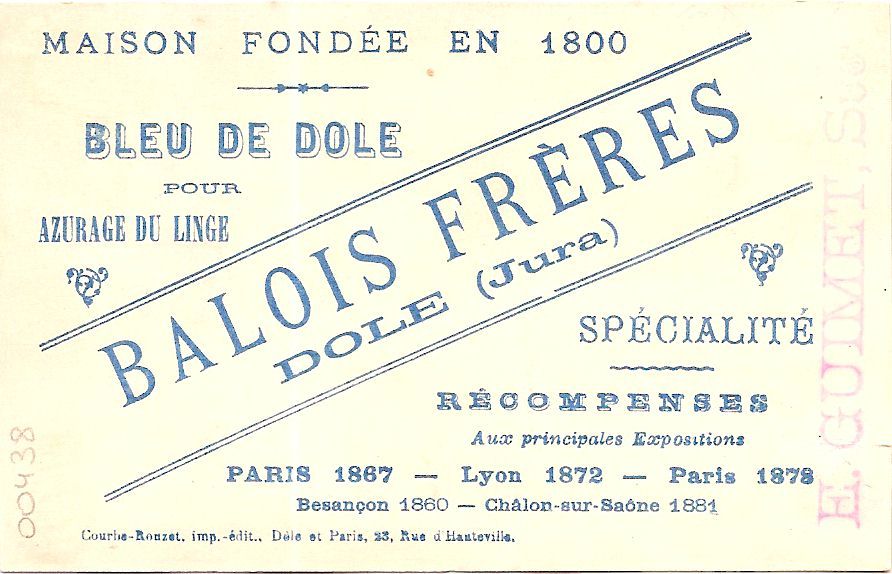 MAISON FONDÉE EN 1800
BLEU DE DOLE
POUR
AZURAGE DU LINGE
BALOIS FRÈRES
DOLE (Jura)
SPÉCIALITÉ
RÉCOMPENSES
Aux principales Expositions
PARIS 1867 — Lyon 1872 — Paris 1878
Besançon 1860 — Châlon-sur-Saône 1881
Courbe-Rouzet, imp.-édit., Dôle et Paris, 23, Rue d'Hauteville.
E. GUIMET,
00438